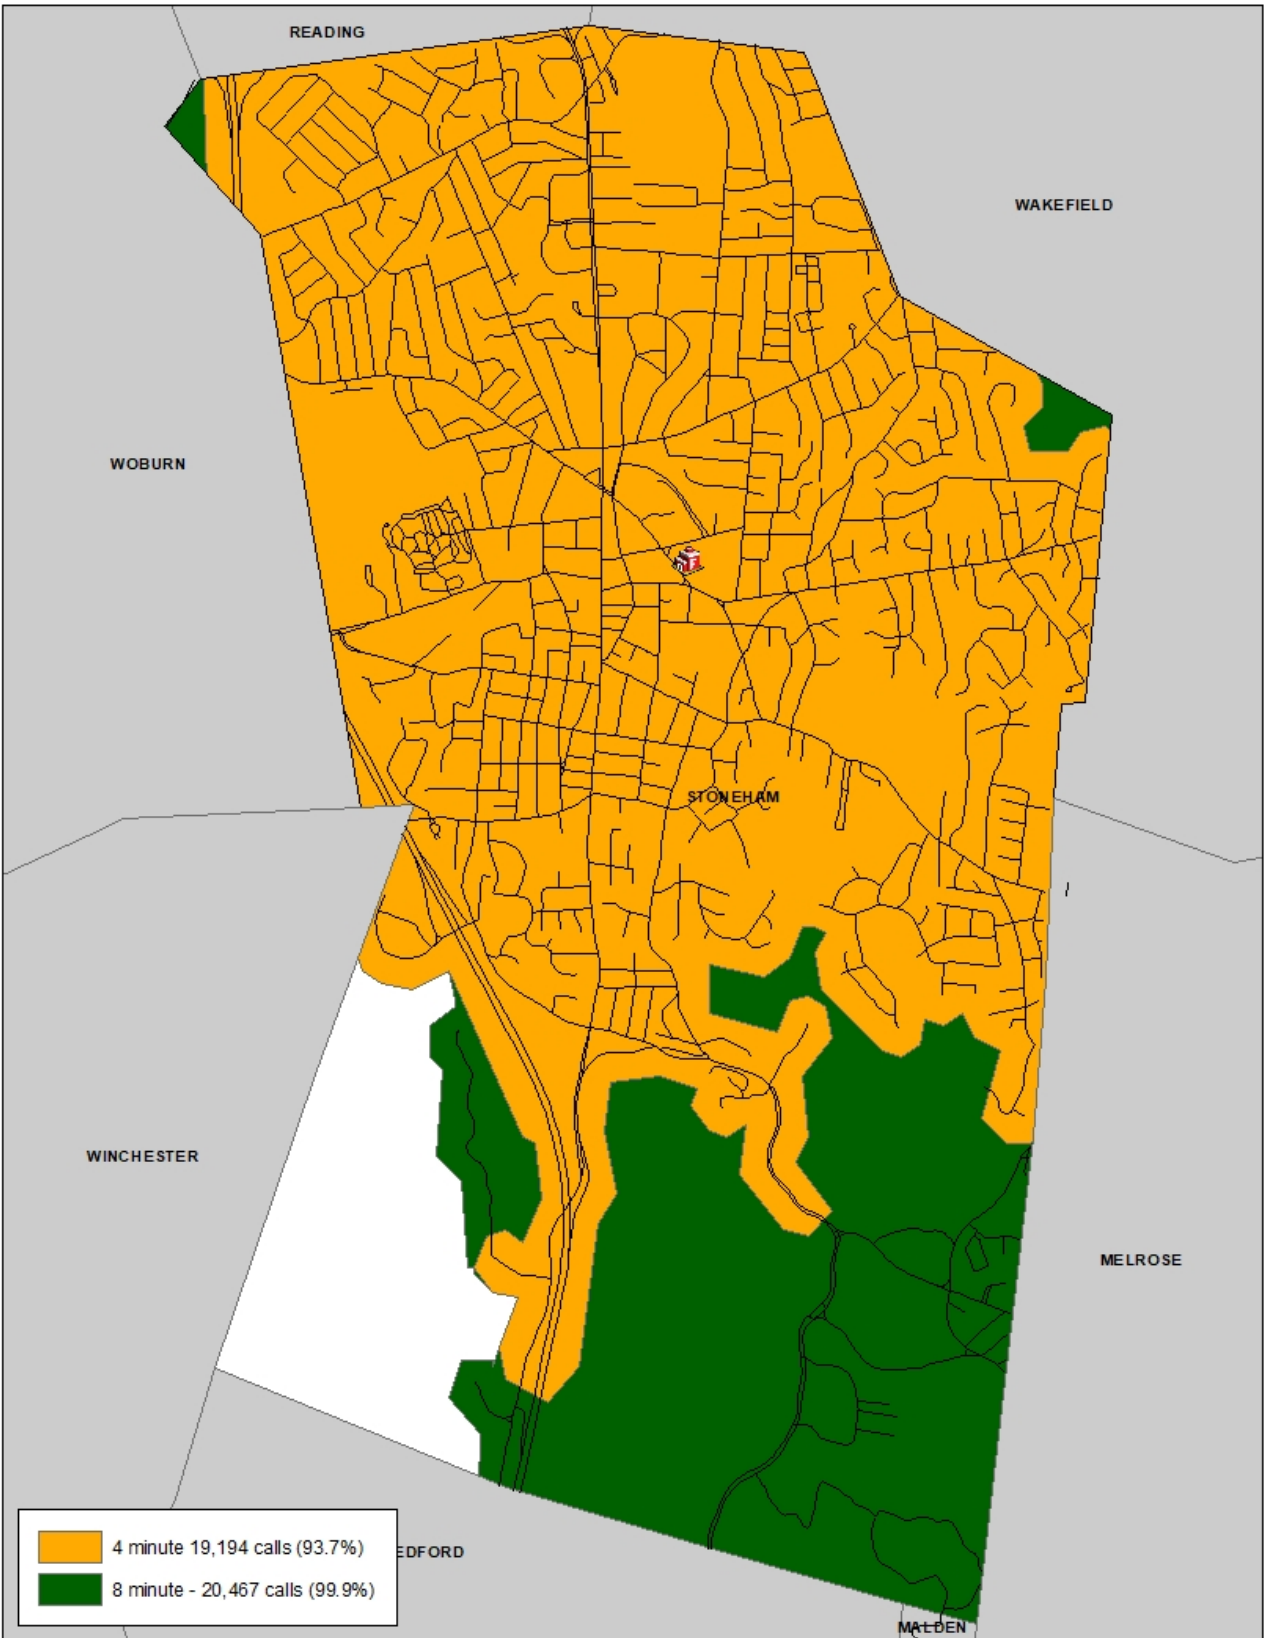 READING
WAKEFIELD
WOBURN
STONEHAM
WINCHESTER
MELROSE
4 minute 19,194 calls (93.7%)
EDFORD
8 minute - 20,467 calls (99.9%)
MALDEN